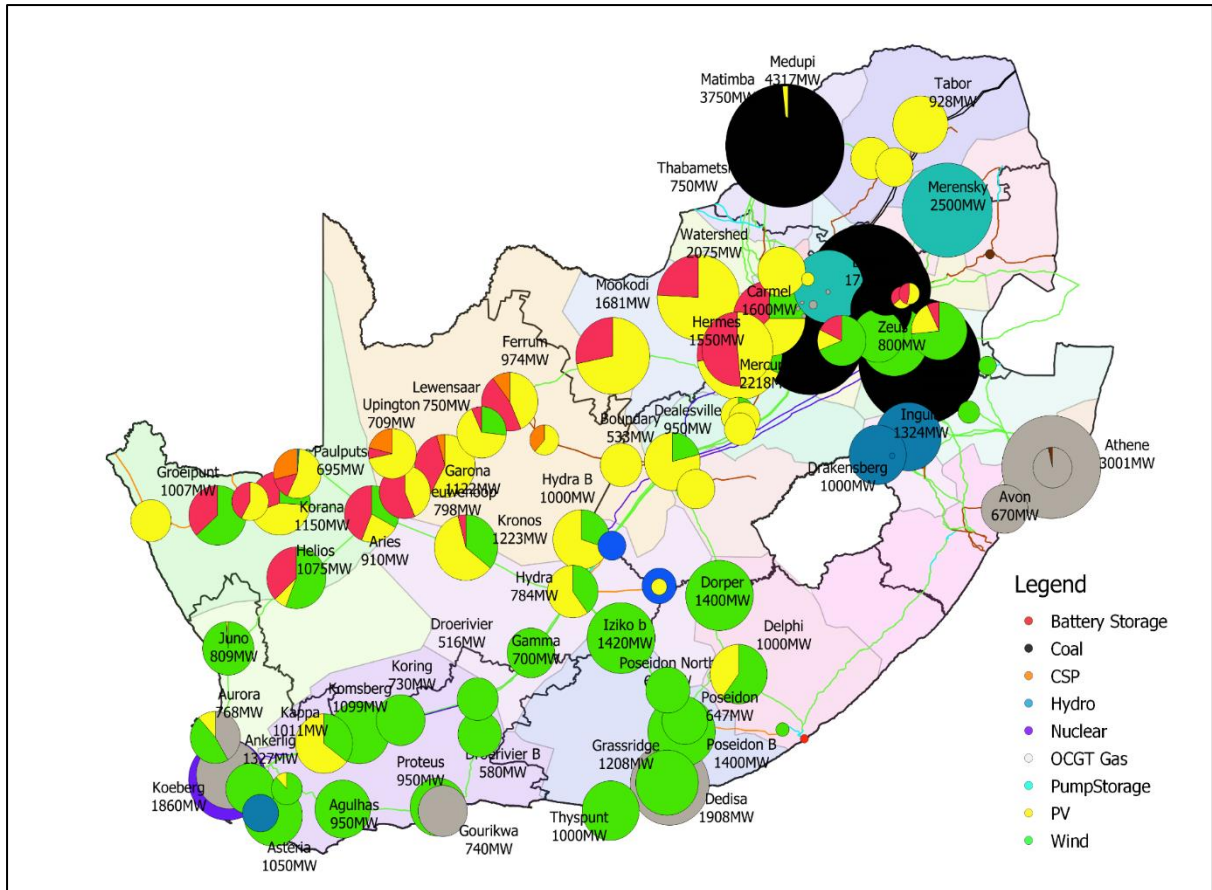 Medupi
4317MW
Matimba
3750MW
Tabor
928MW
Thabametsi
750MW
Merensky
2500MW
Watershed
2075MW
Mookodi
1681MW
Carmel
1600MW
Hermes
1550MW
Zeus
800MW
Ferrum
974MW
2218M
Lewensaar
750MW
Dealesville
950MW
Boundary
533MW
Upington
709MW
1324MW
Paulputs
695MW
Athene
3001MW
Groeipunt
1007MW
Garona
1122MW
Drakensberg
1000MW
Hydra B
1000MW
798MW
Avon
670MW
Korana
1150MW
Kronos
1223MW
Aries
910MW
Helios
1075MW
Hydra
784MW
Dorper
1400MW
Legend
Battery Storage
Coal
CSP
Hydro
Nuclear
OCGT Gas
PumpStorage
PV
Wind
Droerivier
516MW
Iziko b
1420MW
Delphi
1000MW
Juno
809MW
Gamma
700MW
Koring
730MW
Poseidon North
Komsberg
1099MW
Aurora
768MW
Kappa
1011MW
Poseidon
647MW
Ankerlig
1327MW
Droerivier B
580MW
Grassridge
1208MW
Poseidon B
1400MW
Proteus
950MW
Koeberg
1860MW
Agulhas
950MW
Dedisa
1908MW
Thyspunt
1000MW
Gourikwa
740MW
Asteria
1050MW